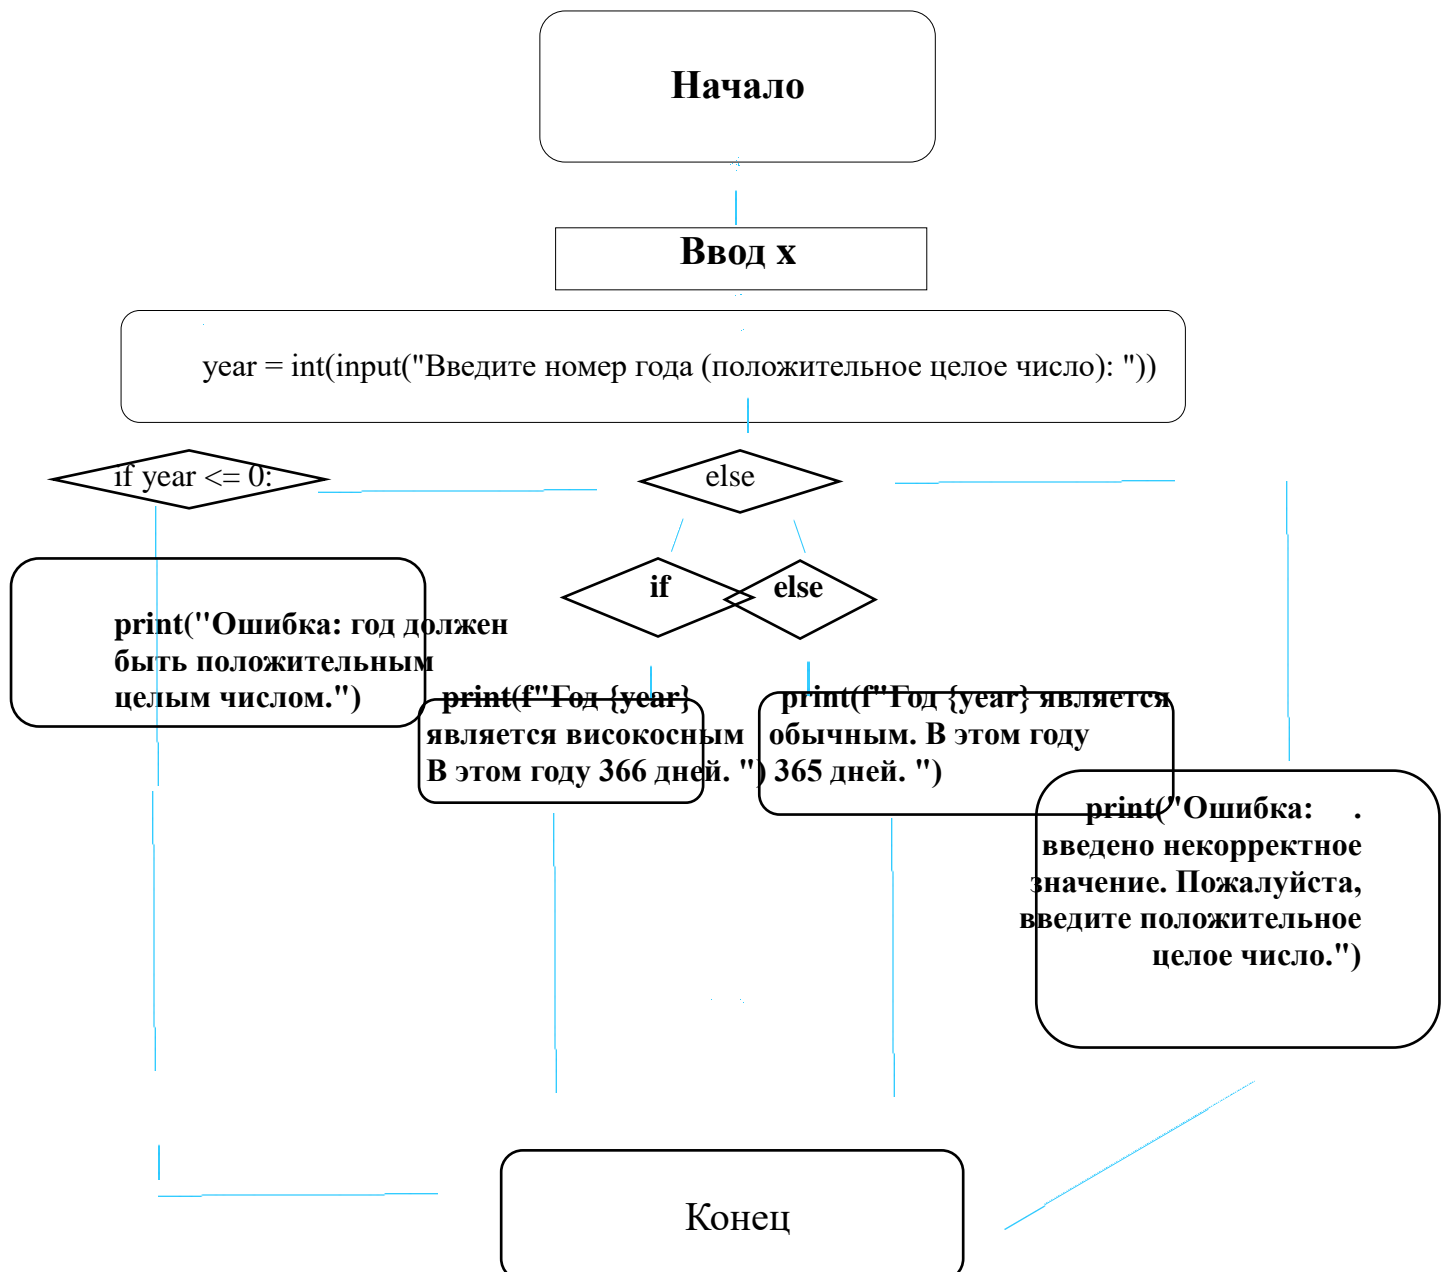 Начало
Ввод x
year = int(input("Введите номер года (положительное целое число): "))
if year <= 0:
else
if
else
print("Ошибка: год должен
быть положительным
целым числом.")
print(f"Год {year}
является високосным
В этом году 366 дней. ")
print(f"Год {year} является
обычным. В этом году
365 дней. ")
print("Ошибка: .
введено некорректное
значение. Пожалуйста,
введите положительное
целое число.")
Конец